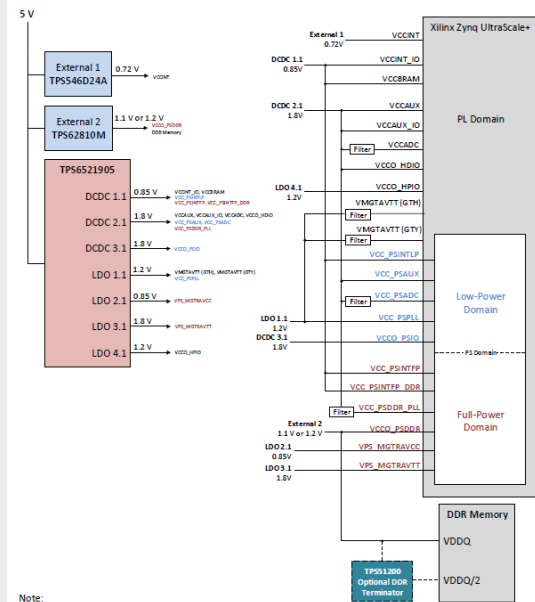 5 V
External 1
TPS546D24A
0.72 V
VCCINT
External 2
TPS62810M
1.1 V or 1.2 V
VCCO_PSDDR
DDR Memory
TPS6521905
DCDC 1.1
0.85 V
VCCINT_IO, VCCBRAM
VCC_PSINTLP
VCC_PSINTFP, VCC_PSINTFP_DDR
DCDC 2.1
1.8 V
VCCAUX, VCCAUX_IO, VCCADC, VCCO_HDIO
VCC_PSAUX, VCC_PSADC
VCC_PSDDR_PLL
DCDC 3.1
1.8 V
VCCO_PSIO
LDO 1.1
1.2 V
VMGTAVTT (GTH), VMGTAVTT (GTY)
VCC_PSPLL
LDO 2.1
0.85 V
VPS_MGTRAVCC
LDO 3.1
1.8 V
VPS_MGTRAVTT
LDO 4.1
1.2 V
VCCO_HPIO
Xilinx Zynq UltraScale+
External 1
0.72V
VCCINT
DCDC 1.1
0.85V
VCCINT_IO
VCCBRAM
DCDC 2.1
1.8V
VCCAUX
PL Domain
VCCAUX_IO
Filter
VCCADC
VCCO_HDIO
LDO 4.1
1.2V
VCCO_HPIO
VMGTAVTT (GTH)
Filter
VMGTAVTT (GTY)
Filter
VCC_PSINTLP
VCC_PSAUX
Filter
VCC_PSADC
Low-Power
Domain
LDO 1.1
1.2V
VCC_PSPLL
DCDC 3.1
1.8V
VCCO_PSIO
PS Domain
VCC_PSINTFP
VCC_PSINTFP_DDR
Filter
VCC_PSDDR_PLL
Full-Power
Domain
External 2
1.1 V or 1.2 V
VCCO_PSDDR
LDO 2.1
0.85V
VPS_MGTRAVCC
LDO 3.1
1.8V
VPS_MGTRAVTT
DDR Memory
VDDQ
TPS51200
Optional DDR
Terminator
VDDQ/2
Note: